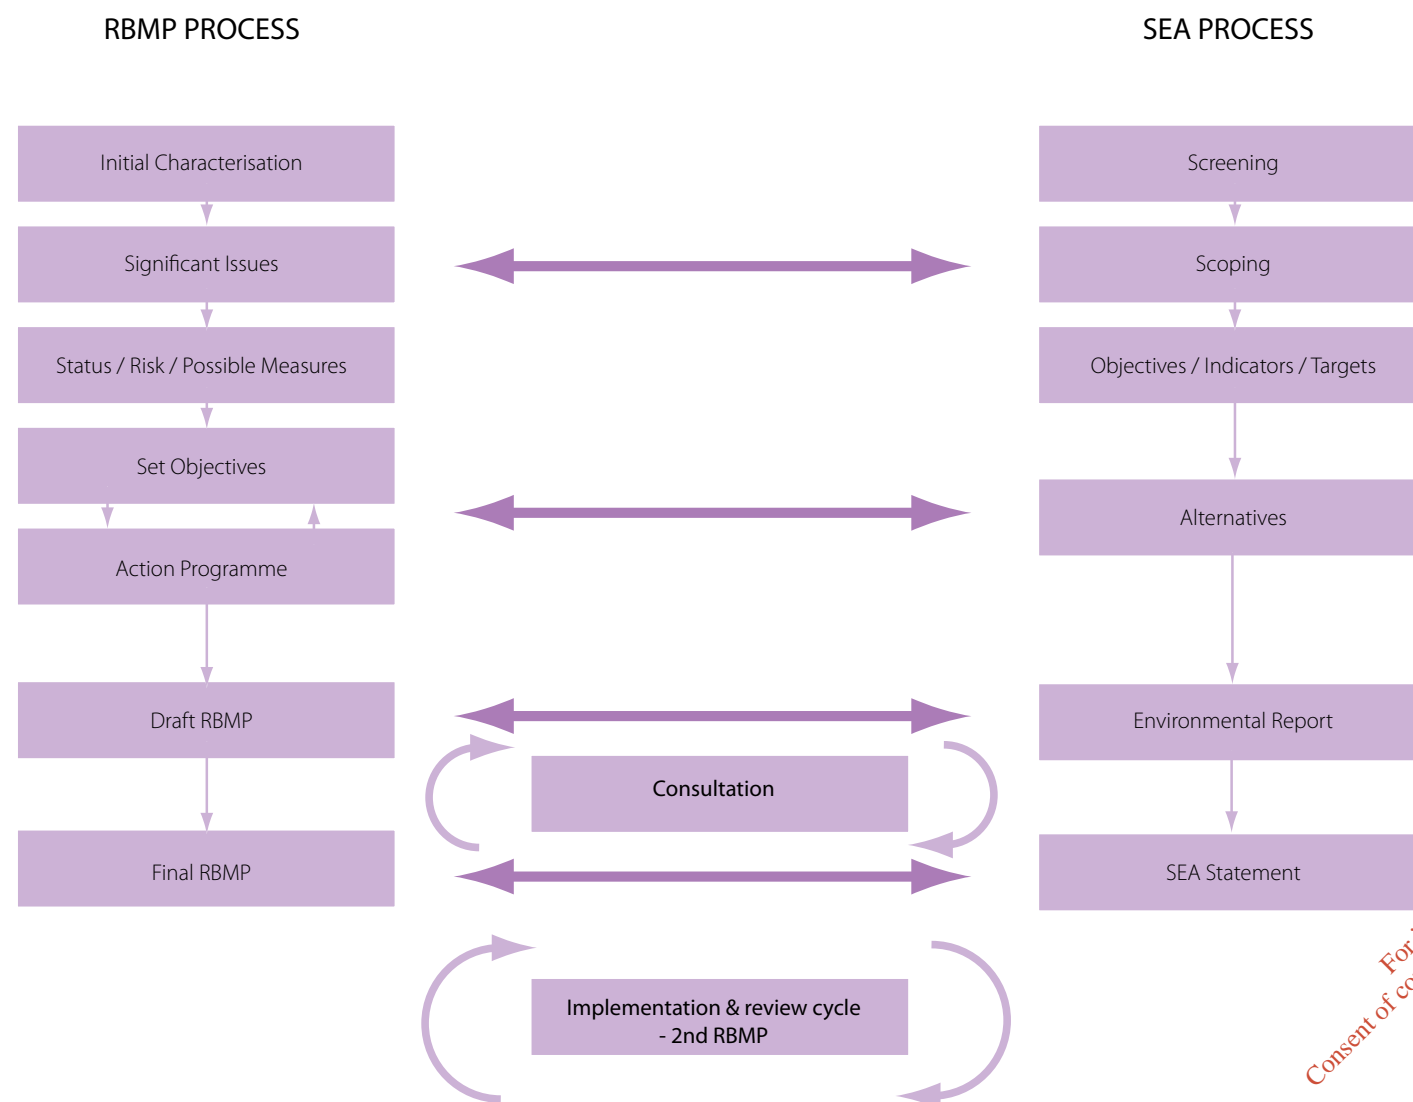 RBMP PROCESS
SEA PROCESS
Initial Characterisation
Screening
Significant Issues
Scoping
Status / Risk / Possible Measures
Objectives / Indicators / Targets
Set Objectives
Alternatives
Action Programme
Draft RBMP
Environmental Report
Consultation
Final RBMP
SEA Statement
Implementation & review cycle
- 2nd RBMP
For
Consent of